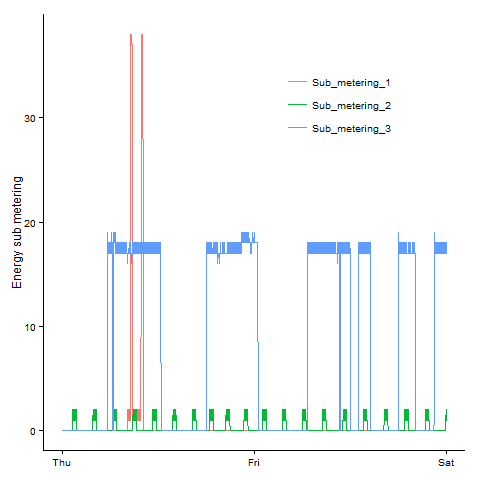 Energy sub metering
30
20
10
0
Thu
Fri
Sat
Sub_metering_1
Sub_metering_2
Sub_metering_3